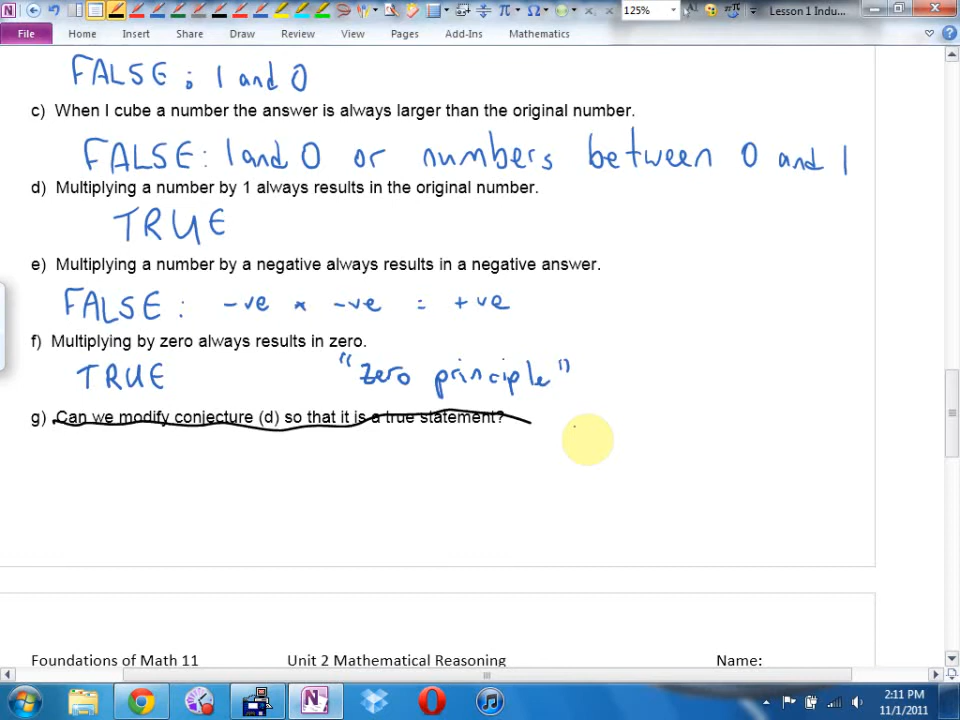 125%
Lesson 1 Indu...
File Home Insert Share Draw Review View Pages Add-Ins Mathematics
FALSE : 1 and 0
c) When I cube a number the answer is always larger than the original number.
FALSE: 1 and 0 or numbers between 0 and 1
d) Multiplying a number by 1 always results in the original number.
TRUE
e) Multiplying a number by a negative always results in a negative answer.
FALSE : -ve × -ve = +ve
f) Multiplying by zero always results in zero.
TRUE "zero principle"
g) Can we modify conjecture (d) so that it is a true statement?
Foundations of Math 11 Unit 2 Mathematical Reasoning Name:
2:11 PM
11/1/2011